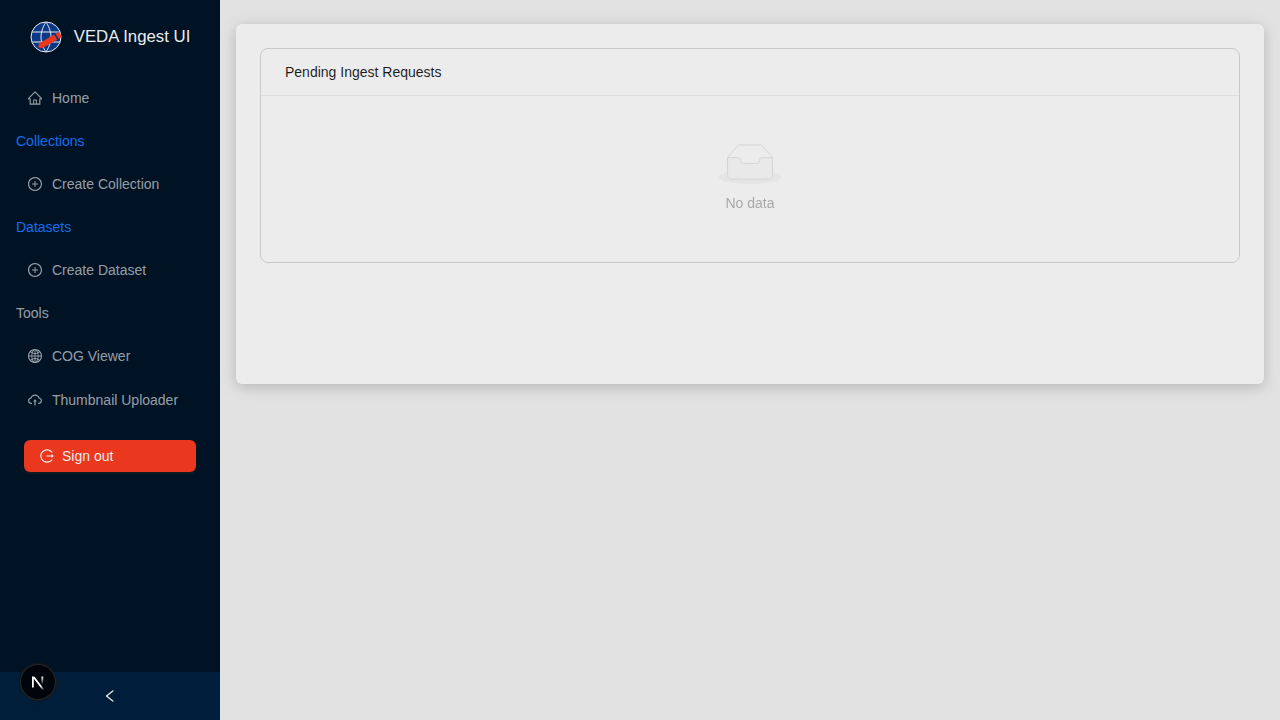 VEDA Ingest UI
Home
Collections
Create Collection
Datasets
Create Dataset
Tools
COG Viewer
Thumbnail Uploader
Sign out
N
Pending Ingest Requests
No data